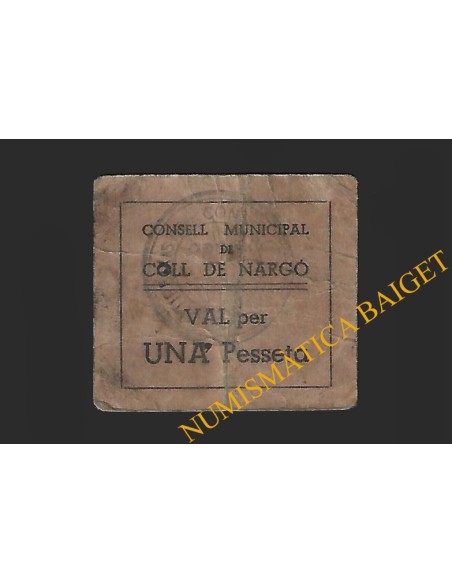 CONSELL MUNICIPAL
DE
COLL DE NARGÓ
VAL per
UNA Pesseta
NUMISMATICA BAIGET